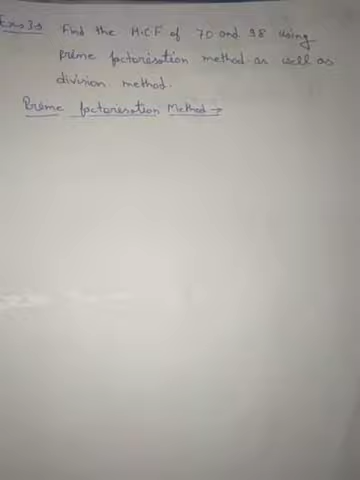 Ex:-3:- Find the H.C.F of 70 and 98 using
prime factorisation method as well as
division method.
Prime factorisation Method →